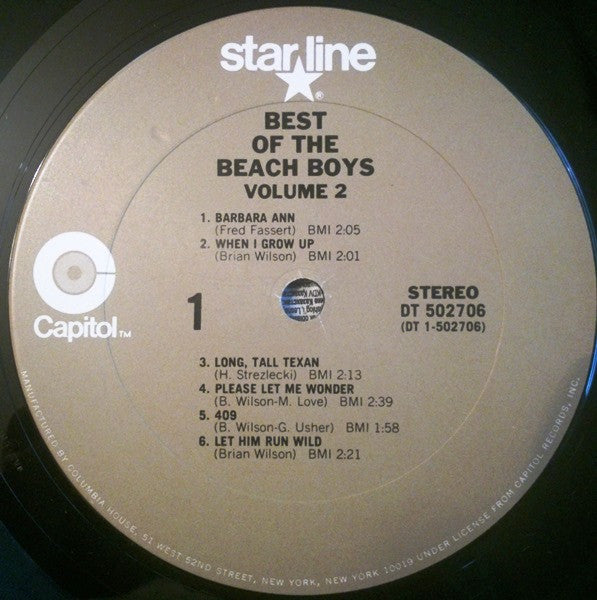 starline
®
BEST
OF THE
BEACH BOYS
VOLUME 2
1. BARBARA ANN
(Fred Fassert) BMI 2:05
2. WHEN I GROW UP
(Brian Wilson) BMI 2:01
Capitol™
1
STEREO
DT 502706
(DT 1-502706)
3. LONG, TALL TEXAN
(H. Strezlecki) BMI 2:13
4. PLEASE LET ME WONDER
(B. Wilson-M. Love) BMI 2:39
5. 409
(B. Wilson-G. Usher) BMI 1:58
6. LET HIM RUN WILD
(Brian Wilson) BMI 2:21
MANUFACTURED BY COLUMBIA HOUSE, 51 WEST 52ND STREET, NEW YORK, NEW YORK 10019 UNDER LICENSE FROM CAPITOL RECORDS, INC.